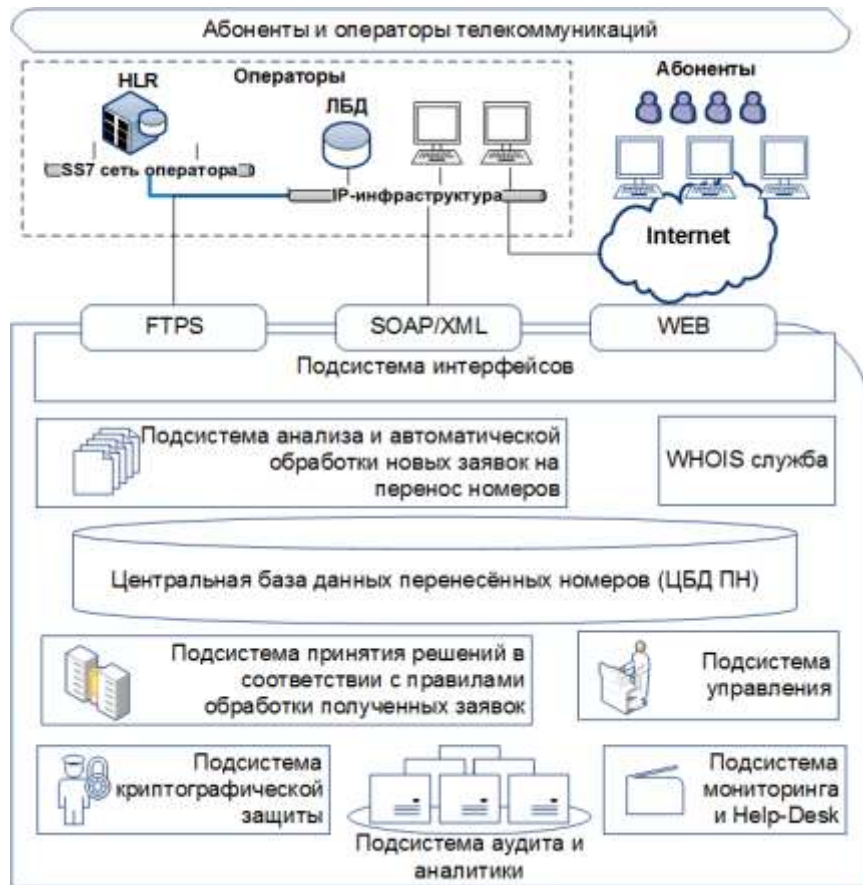 Абоненты и операторы телекоммуникаций
Операторы
Абоненты
HLR
ЛБД
SS7 сеть оператора
IP-инфраструктура
Internet
FTPS
SOAP/XML
WEB
Подсистема интерфейсов
Подсистема анализа и автоматической
обработки новых заявок на
перенос номеров
WHOIS служба
Центральная база данных перенесённых номеров (ЦБД ПН)
Подсистема принятия решений в
соответствии с правилами
обработки полученных заявок
Подсистема
управления
Подсистема
криптографической
защиты
Подсистема аудита и
аналитики
Подсистема
мониторинга
и Help-Desk